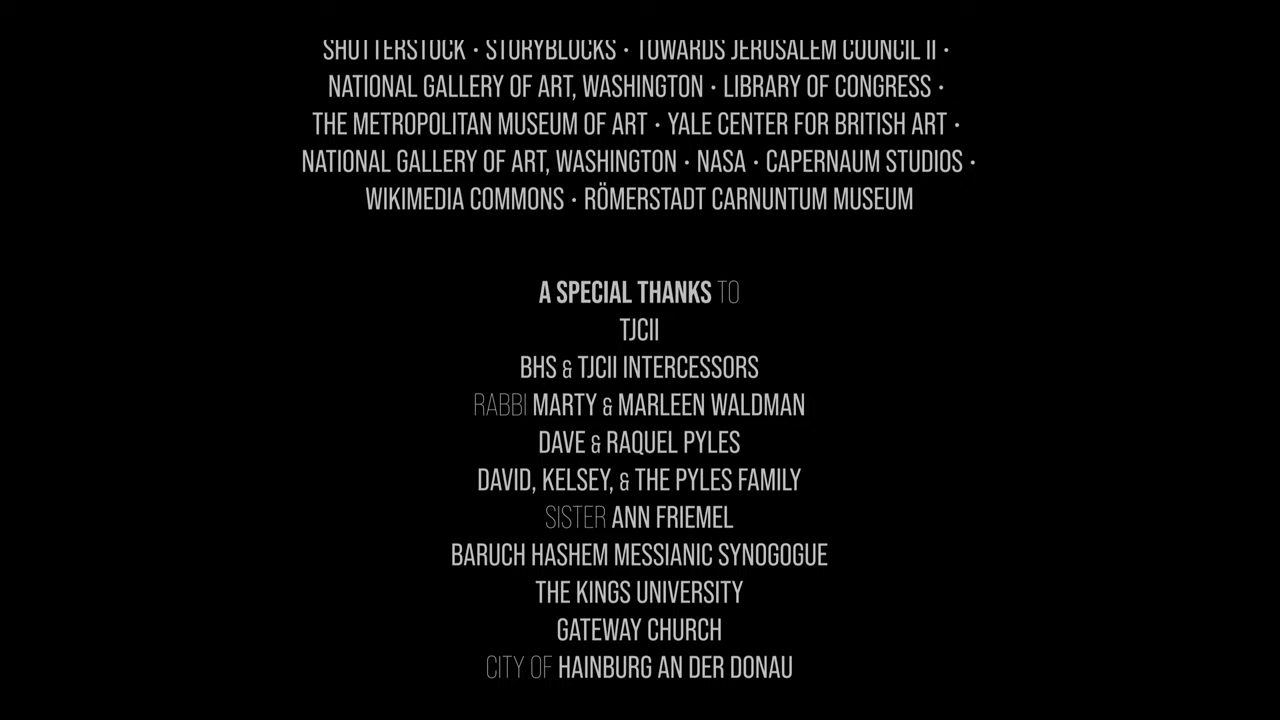 SHUTTERSTOCK • STORYBLOCKS • TOWARDS JERUSALEM COUNCIL II •
NATIONAL GALLERY OF ART, WASHINGTON • LIBRARY OF CONGRESS •
THE METROPOLITAN MUSEUM OF ART • YALE CENTER FOR BRITISH ART •
NATIONAL GALLERY OF ART, WASHINGTON • NASA • CAPERNAUM STUDIOS •
WIKIMEDIA COMMONS • RÖMERSTADT CARNUNTUM MUSEUM
A SPECIAL THANKS TO
TJCII
BHS & TJCII INTERCESSORS
RABBI MARTY & MARLEEN WALDMAN
DAVE & RAQUEL PYLES
DAVID, KELSEY, & THE PYLES FAMILY
SISTER ANN FRIEMEL
BARUCH HASHEM MESSIANIC SYNOGOGUE
THE KINGS UNIVERSITY
GATEWAY CHURCH
CITY OF HAINBURG AN DER DONAU